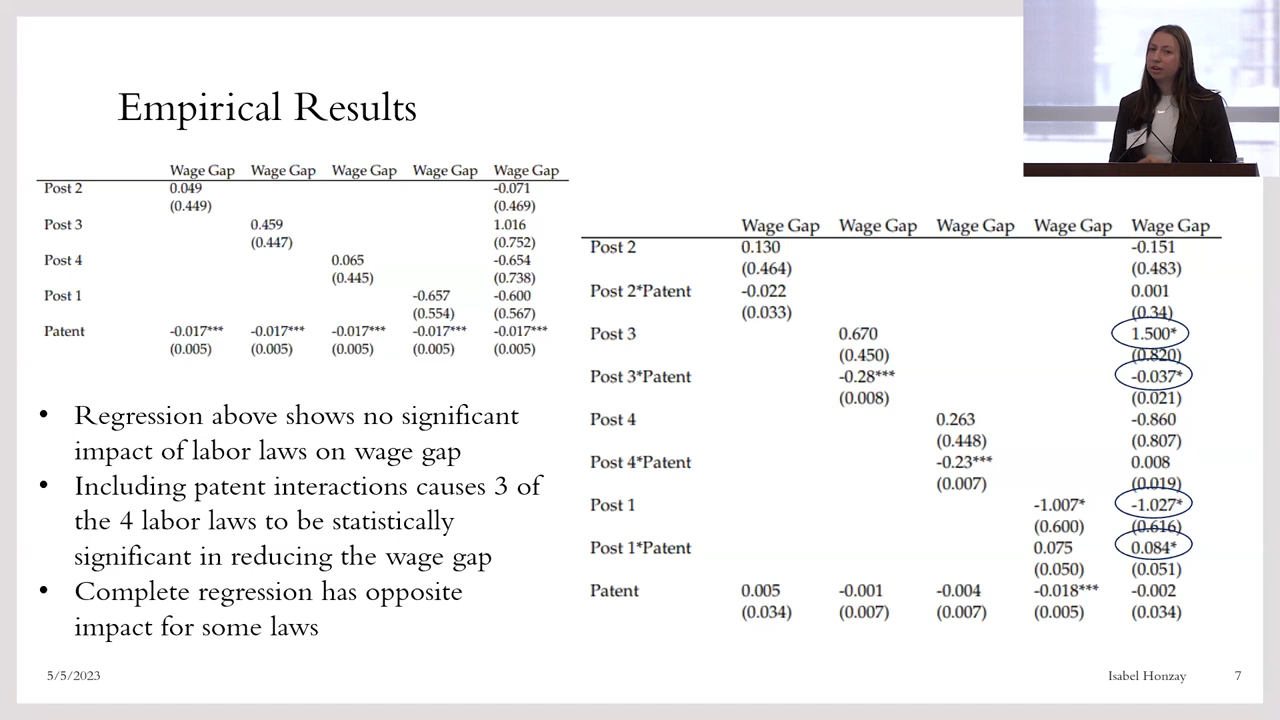 Empirical Results
Wage Gap Wage Gap Wage Gap Wage Gap Wage Gap
Post 2 0.049 -0.071
(0.449) (0.469)
Post 3 0.459 1.016
(0.447) (0.752)
Post 4 0.065 -0.654
(0.445) (0.738)
Post 1 -0.657 -0.600
(0.554) (0.567)
Patent -0.017*** -0.017*** -0.017*** -0.017*** -0.017***
(0.005) (0.005) (0.005) (0.005) (0.005)
• Regression above shows no significant
impact of labor laws on wage gap
• Including patent interactions causes 3 of
the 4 labor laws to be statistically
significant in reducing the wage gap
• Complete regression has opposite
impact for some laws
Wage Gap Wage Gap Wage Gap Wage Gap Wage Gap
Post 2 0.130 -0.151
(0.464) (0.483)
Post 2*Patent -0.022 0.001
(0.033) (0.34)
Post 3 0.670 1.500*
(0.450) (0.820)
Post 3*Patent -0.28*** -0.037*
(0.008) (0.021)
Post 4 0.263 -0.860
(0.448) (0.807)
Post 4*Patent -0.23*** 0.008
(0.007) (0.019)
Post 1 -1.007* -1.027*
(0.600) (0.616)
Post 1*Patent 0.075 0.084*
(0.050) (0.051)
Patent 0.005 -0.001 -0.004 -0.018*** -0.002
(0.034) (0.007) (0.007) (0.005) (0.034)
5/5/2023 Isabel Honzay 7